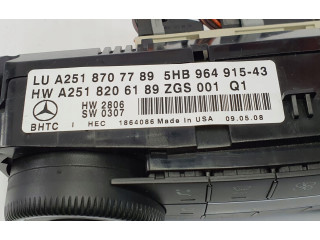 LU A251 870 77 89 5HB 964 915-43
HW A251 820 61 89 ZGS 001 Q1
HW 2806
SW 0307
BHTC I HEC 1864086 Made in USA 09.05.08